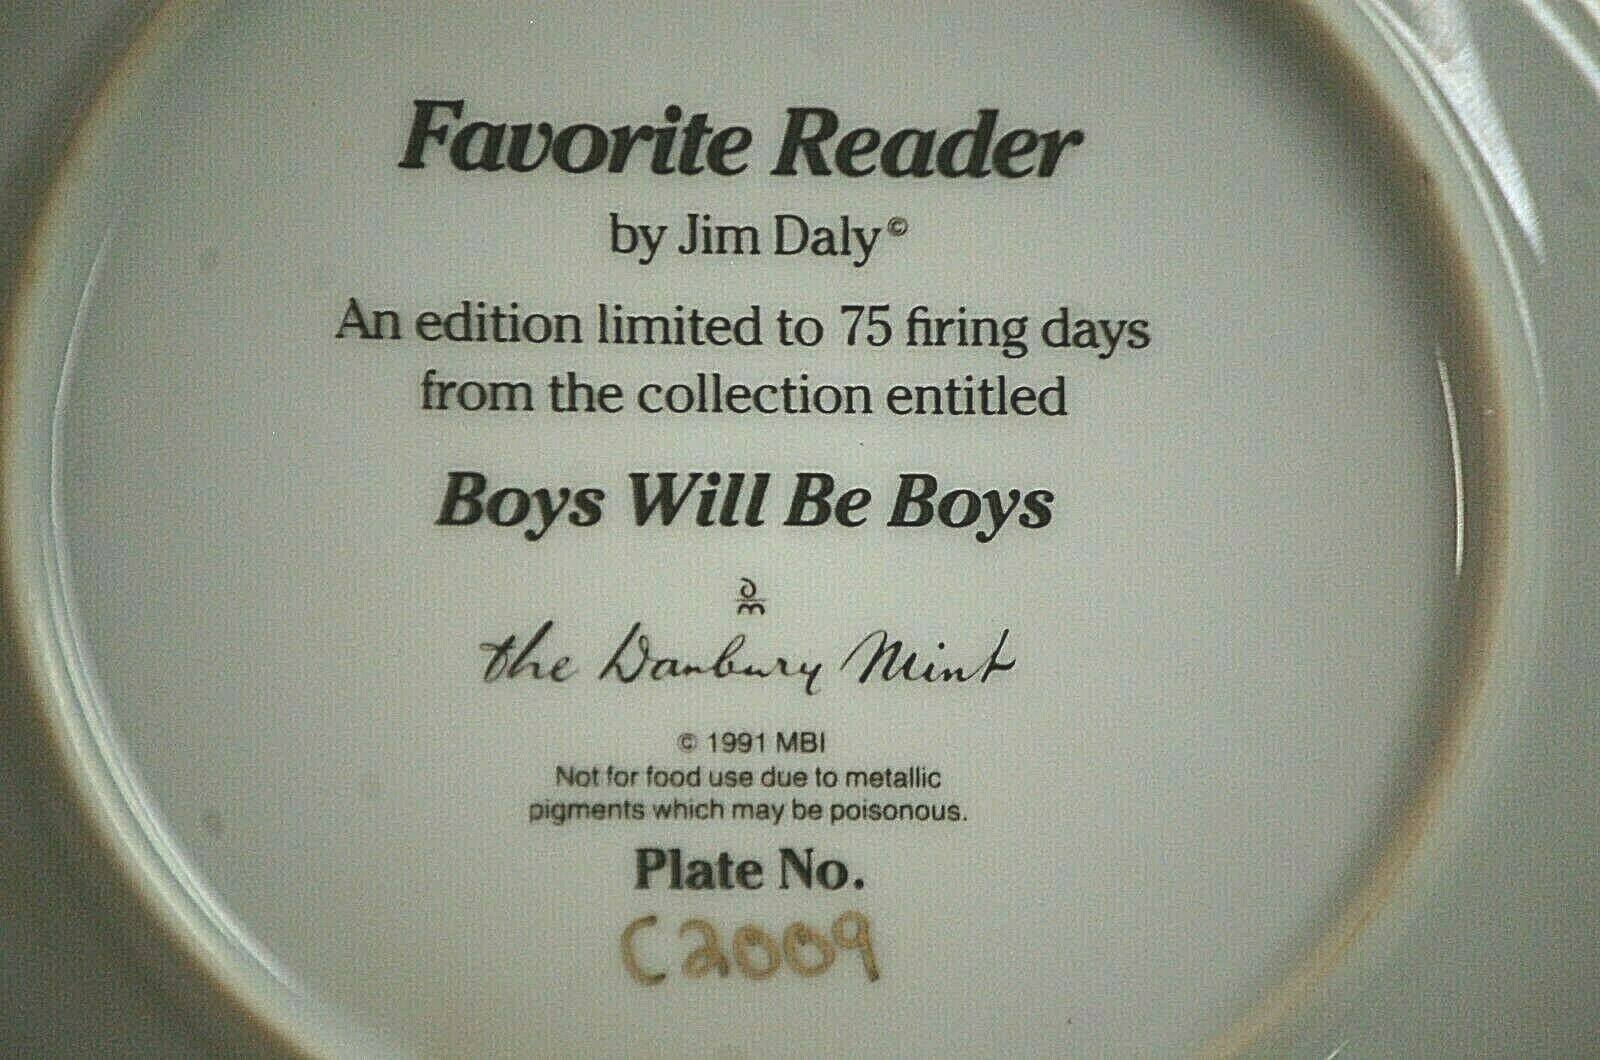 Favorite Reader
by Jim Daly©
An edition limited to 75 firing days
from the collection entitled
Boys Will Be Boys
dm
the Danbury Mint
© 1991 MBI
Not for food use due to metallic
pigments which may be poisonous.
Plate No.
C2009